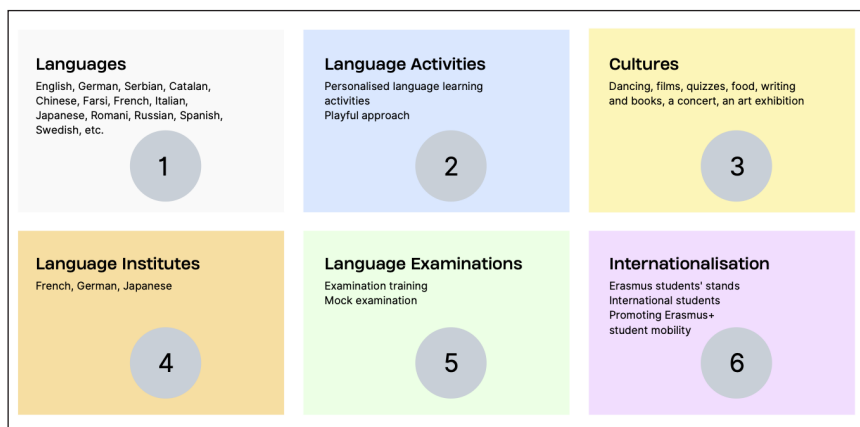 Languages
English, German, Serbian, Catalan,
Chinese, Farsi, French, Italian,
Japanese, Romani, Russian, Spanish,
Swedish, etc.
1
Language Activities
Personalised language learning
activities
Playful approach
2
Cultures
Dancing, films, quizzes, food, writing
and books, a concert, an art exhibition
3
Language Institutes
French, German, Japanese
4
Language Examinations
Examination training
Mock examination
5
Internationalisation
Erasmus students' stands
International students
Promoting Erasmus+
student mobility
6